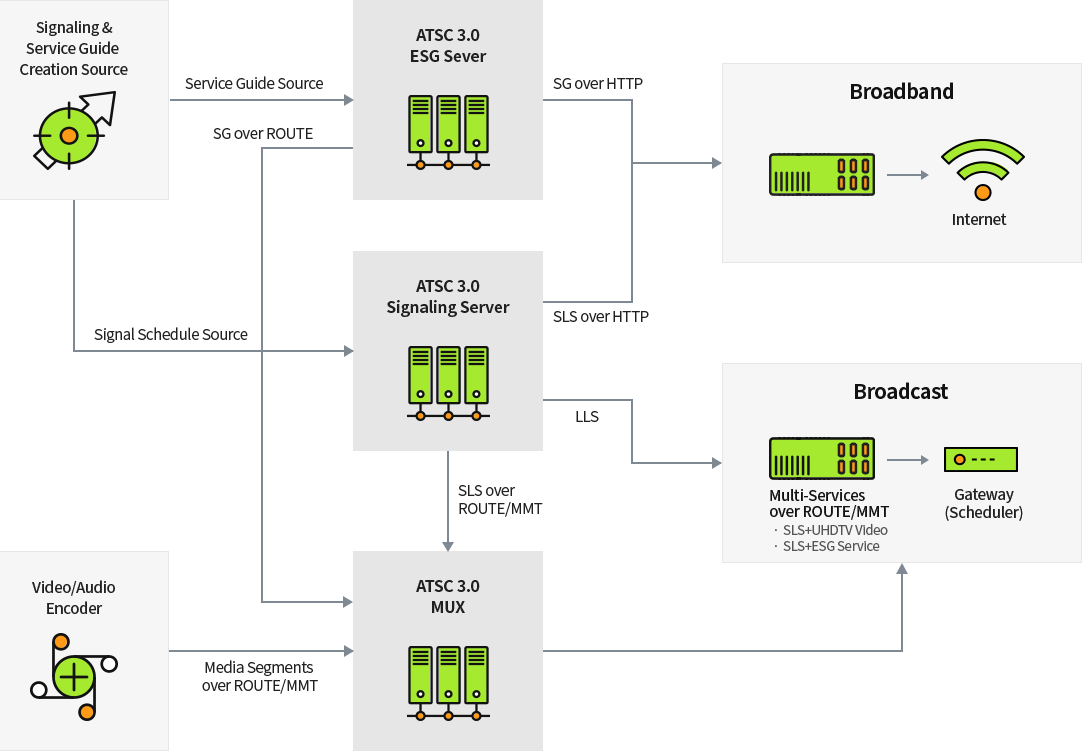 Signaling &
Service Guide
Creation Source
Service Guide Source
SG over ROUTE
ATSC 3.0
ESG Sever
SG over HTTP
Broadband
Internet
Signal Schedule Source
ATSC 3.0
Signaling Server
SLS over HTTP
LLS
SLS over
ROUTE/MMT
Broadcast
Multi-Services
over ROUTE/MMT
· SLS+UHDTV Video
· SLS+ESG Service
Gateway
(Scheduler)
Video/Audio
Encoder
Media Segments
over ROUTE/MMT
ATSC 3.0
MUX